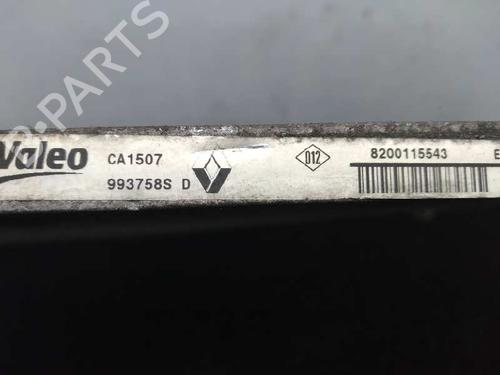 B-PARTS
Valeo
CA1507
993758S D
D12
8200115543
E